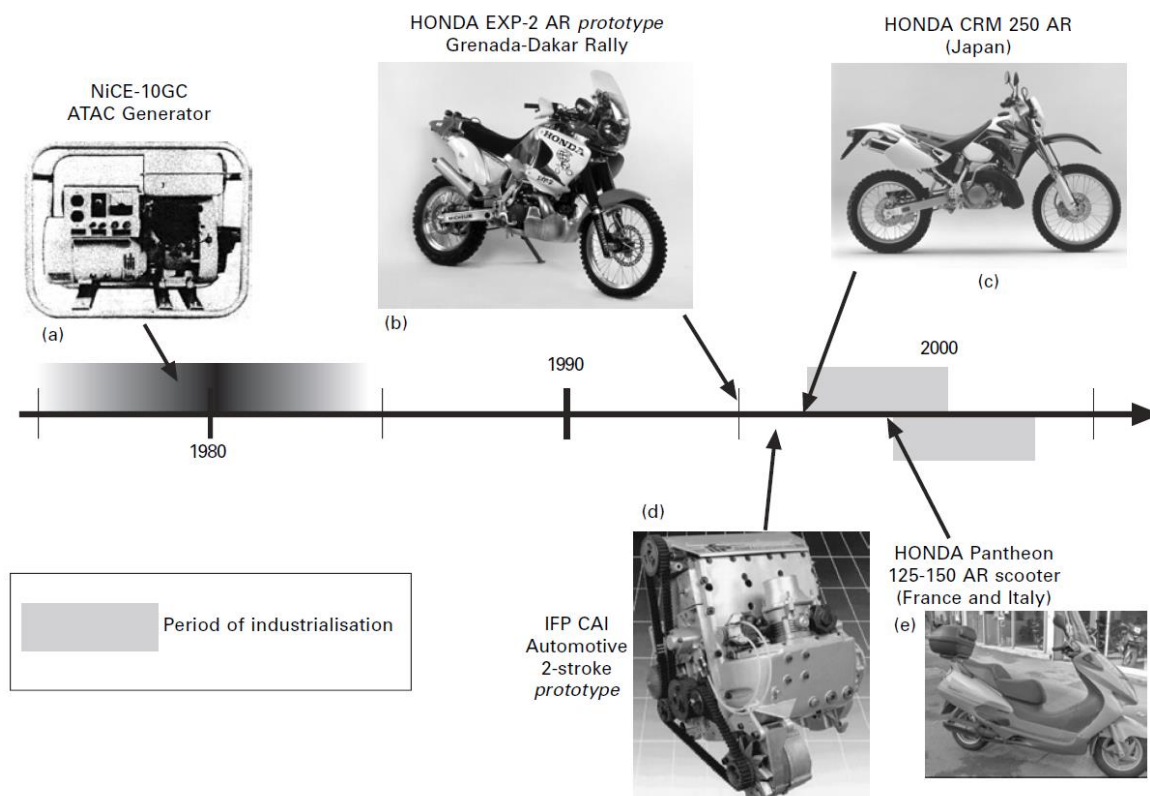 HONDA EXP-2 AR prototype
Grenada-Dakar Rally
HONDA CRM 250 AR
(Japan)
NiCE-10GC
ATAC Generator
HONDA
(a)
(b)
(c)
1990
2000
1980
(d)
HONDA Pantheon
125-150 AR scooter
(France and Italy)
(e)
IFP CAI
Automotive
2-stroke
prototype
Period of industrialisation